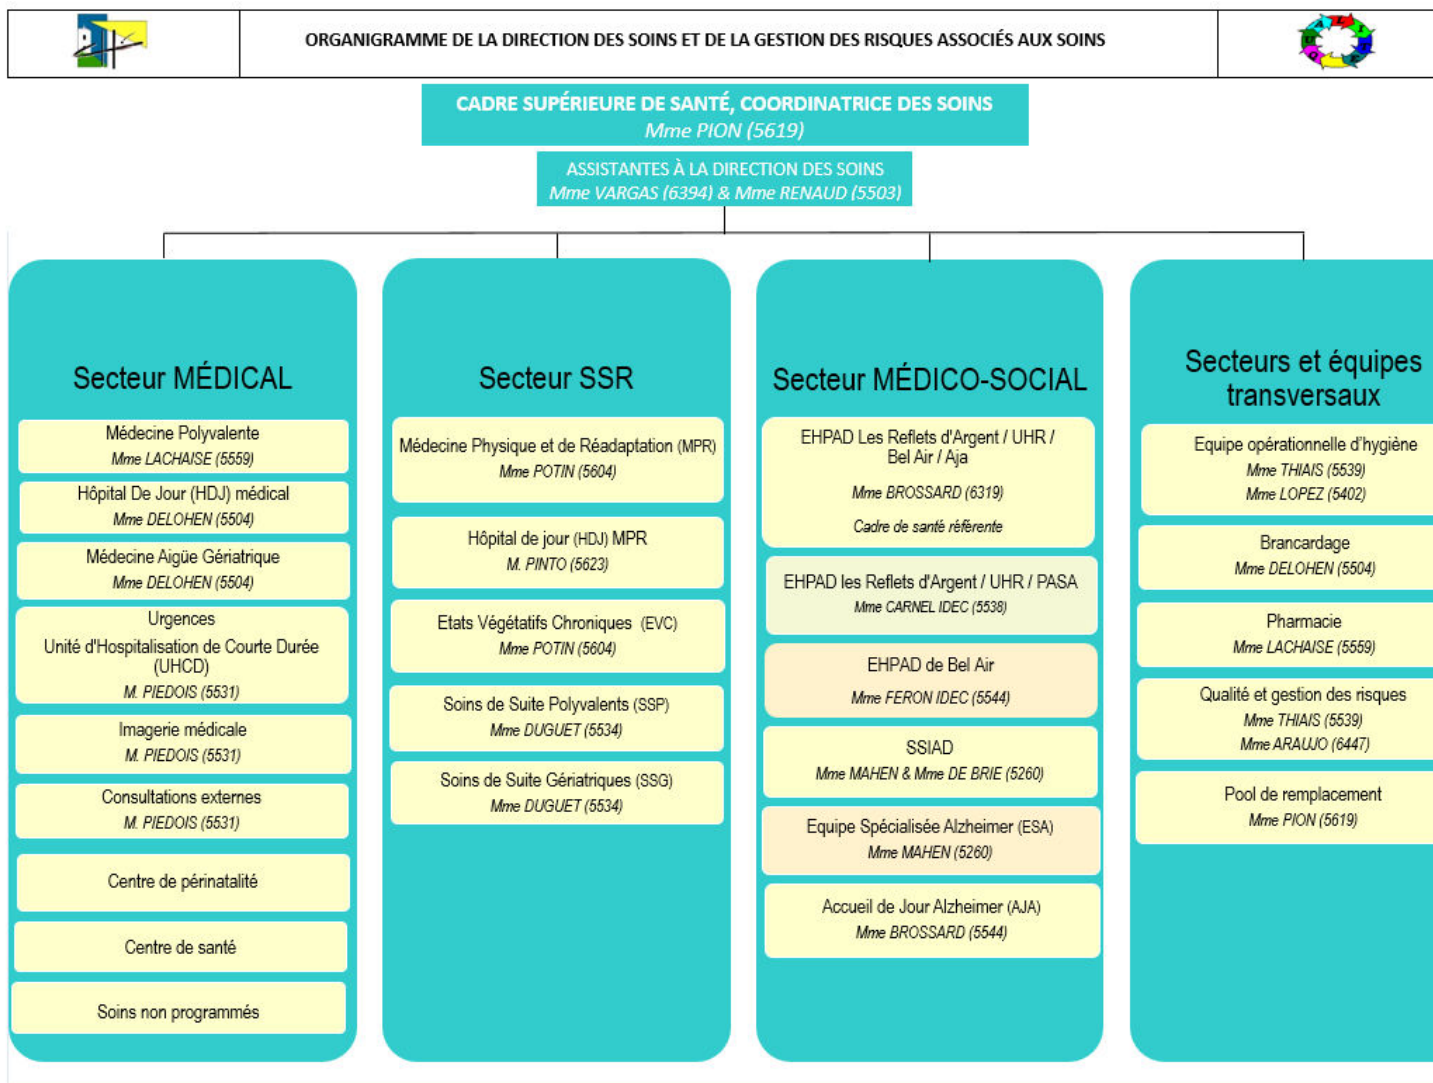 ORGANIGRAMME DE LA DIRECTION DES SOINS ET DE LA GESTION DES RISQUES ASSOCIÉS AUX SOINS
QUALITE
CADRE SUPÉRIEURE DE SANTÉ, COORDINATRICE DES SOINS
Mme PION (5619)
ASSISTANTES À LA DIRECTION DES SOINS
Mme VARGAS (6394) & Mme RENAUD (5503)
Secteur MÉDICAL
Médecine Polyvalente
Mme LACHAISE (5559)
Hôpital De Jour (HDJ) médical
Mme DELOHEN (5504)
Médecine Aigüe Gériatrique
Mme DELOHEN (5504)
Urgences
Unité d'Hospitalisation de Courte Durée
(UHCD)
M. PIEDOIS (5531)
Imagerie médicale
M. PIEDOIS (5531)
Consultations externes
M. PIEDOIS (5531)
Centre de périnatalité
Centre de santé
Soins non programmés
Secteur SSR
Médecine Physique et de Réadaptation (MPR)
Mme POTIN (5604)
Hôpital de jour (HDJ) MPR
M. PINTO (5623)
Etats Végétatifs Chroniques (EVC)
Mme POTIN (5604)
Soins de Suite Polyvalents (SSP)
Mme DUGUET (5534)
Soins de Suite Gériatriques (SSG)
Mme DUGUET (5534)
Secteur MÉDICO-SOCIAL
EHPAD Les Reflets d'Argent / UHR /
Bel Air / Aja
Mme BROSSARD (6319)
Cadre de santé référente
EHPAD les Reflets d'Argent / UHR / PASA
Mme CARNEL IDEC (5538)
EHPAD de Bel Air
Mme FERON IDEC (5544)
SSIAD
Mme MAHEN & Mme DE BRIE (5260)
Equipe Spécialisée Alzheimer (ESA)
Mme MAHEN (5260)
Accueil de Jour Alzheimer (AJA)
Mme BROSSARD (5544)
Secteurs et équipes
transversaux
Equipe opérationnelle d'hygiène
Mme THIAIS (5539)
Mme LOPEZ (5402)
Brancardage
Mme DELOHEN (5504)
Pharmacie
Mme LACHAISE (5559)
Qualité et gestion des risques
Mme THIAIS (5539)
Mme ARAUJO (6447)
Pool de remplacement
Mme PION (5619)